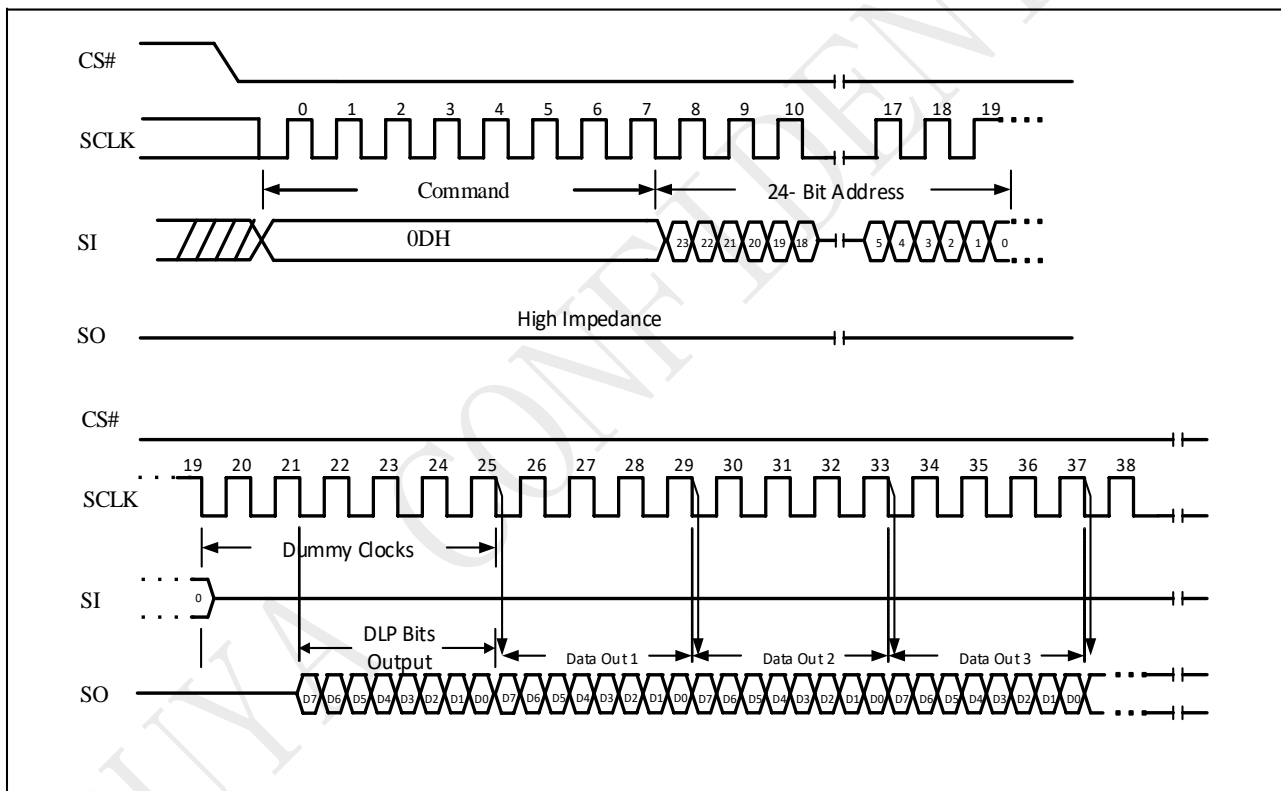 CS#
0 1 2 3 4 5 6 7 8 9 10 17 18 19
SCLK
Command 24- Bit Address
SI 0DH 23 22 21 20 19 18 5 4 3 2 1 0
High Impedance
SO
CS#
19 20 21 22 23 24 25 26 27 28 29 30 31 32 33 34 35 36 37 38
SCLK
Dummy Clocks
SI 0
DLP Bits
Output Data Out 1 Data Out 2 Data Out 3
SO D7 D6 D5 D4 D3 D2 D1 D0 D7 D6 D5 D4 D3 D2 D1 D0 D7 D6 D5 D4 D3 D2 D1 D0 D7 D6 D5 D4 D3 D2 D1 D0
UYA CONFIDENT